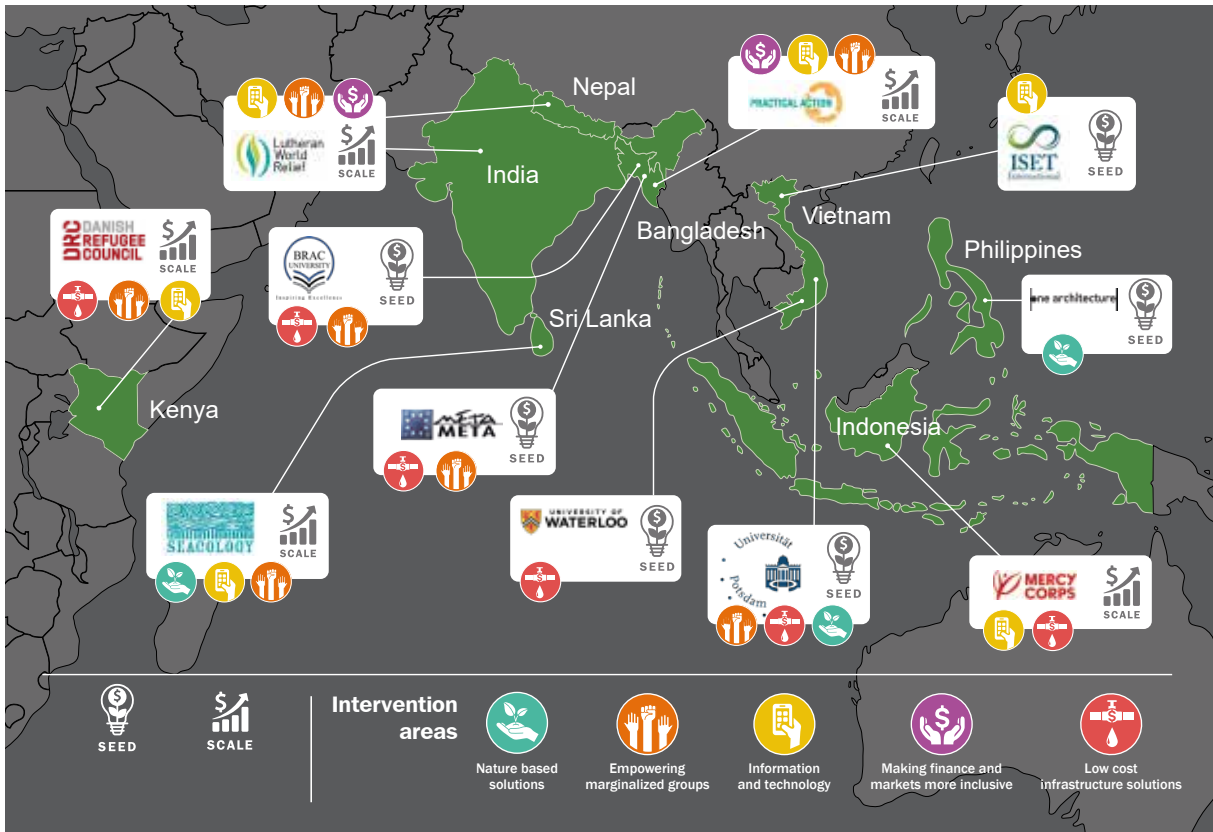 Nepal
India
Bangladesh
Vietnam
Philippines
Sri Lanka
Kenya
Indonesia
Lutheran
World
Relief
SCALE
PRACTICAL ACTION
SCALE
ISET
International
SEED
DRC DANISH
REFUGEE
COUNCIL
SCALE
BRAC
UNIVERSITY
Inspiring Excellence
SEED
one architecture
SEED
META
META
SEED
SEACOLOGY
SCALE
UNIVERSITY OF
WATERLOO
SEED
Universität
Potsdam
SEED
MERCY
CORPS
SCALE
SEED
SCALE
Intervention
areas
Nature based
solutions
Empowering
marginalized groups
Information
and technology
Making finance and
markets more inclusive
Low cost
infrastructure solutions